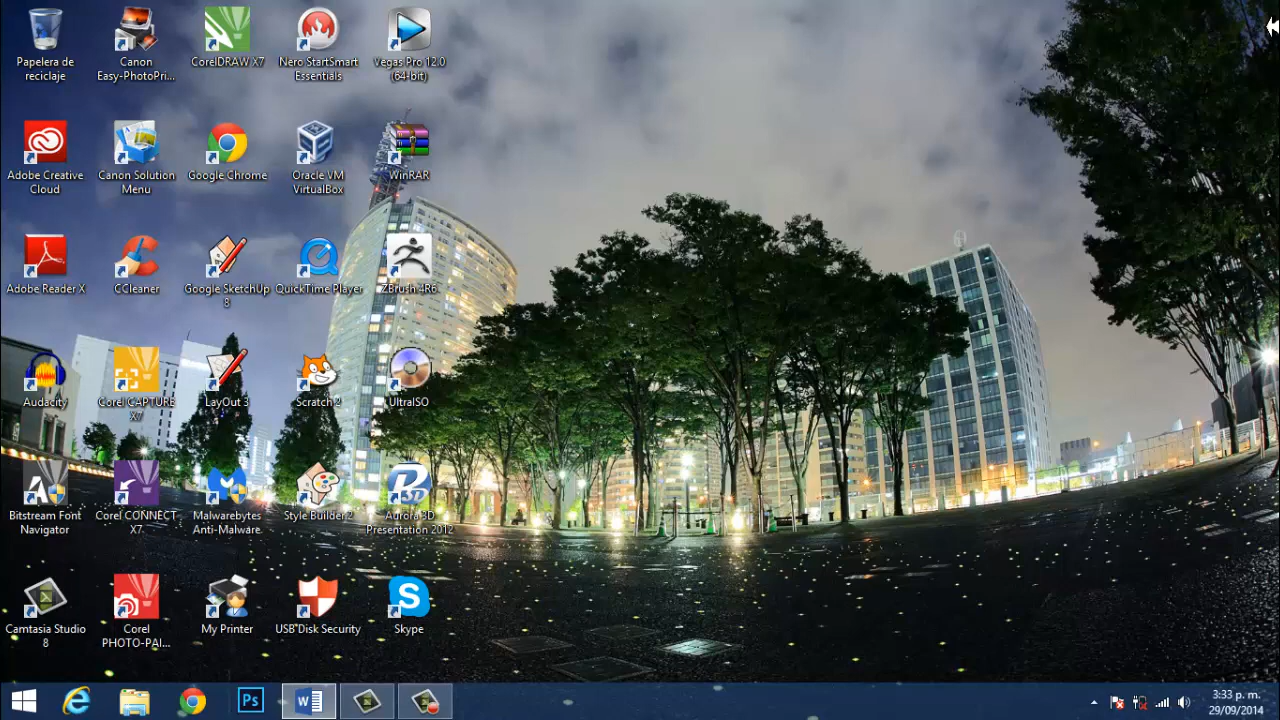 Papelera de
reciclaje
Canon
Easy-PhotoPri...
CorelDRAW X7
Nero StartSmart
Essentials
Vegas Pro 12.0
(64-bit)
Adobe Creative
Cloud
Canon Solution
Menu
Google Chrome
Oracle VM
VirtualBox
WinRAR
Adobe Reader X
CCleaner
Google SketchUp
8
QuickTime Player
ZBrush 4R6
Audacity
Corel CAPTURE
X7
LayOut 3
Scratch 2
UltraISO
Bitstream Font
Navigator
Corel CONNECT
X7
Malwarebytes
Anti-Malware
Style Builder 2
Aurora 3D
Presentation 2012
Camtasia Studio
8
Corel
PHOTO-PAI...
My Printer
USB Disk Security
Skype
Ps
W
3:33 p. m.
29/09/2014